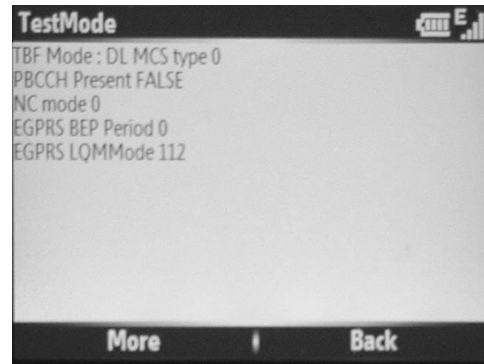 TestMode
E
TBF Mode : DL MCS type 0
PBCCH Present FALSE
NC mode 0
EGPRS BEP Period 0
EGPRS LQMMode 112
More
Back